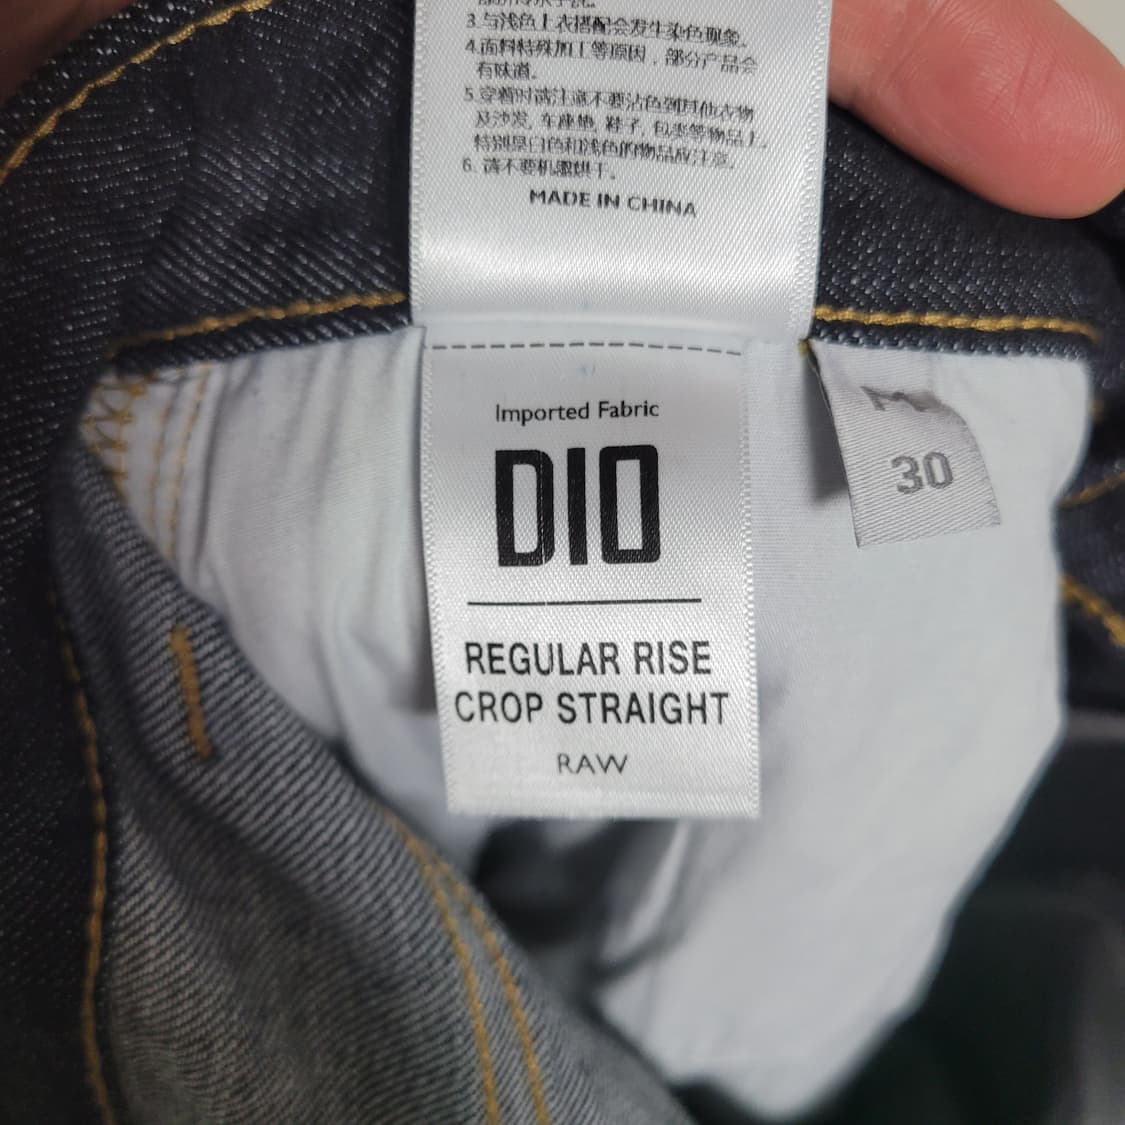 3.与浅色上衣搭配会发生染色现象。
4.面料特殊加工等原因，部分产品会
有味道。
5.穿着时请注意不要沾色到其他衣物
及沙发, 车座垫, 鞋子, 包类等物品上,
特别是白色和浅色的物品应注意。
6. 请不要机器烘干。
MADE IN CHINA
Imported Fabric
DIO
REGULAR RISE
CROP STRAIGHT
RAW
30